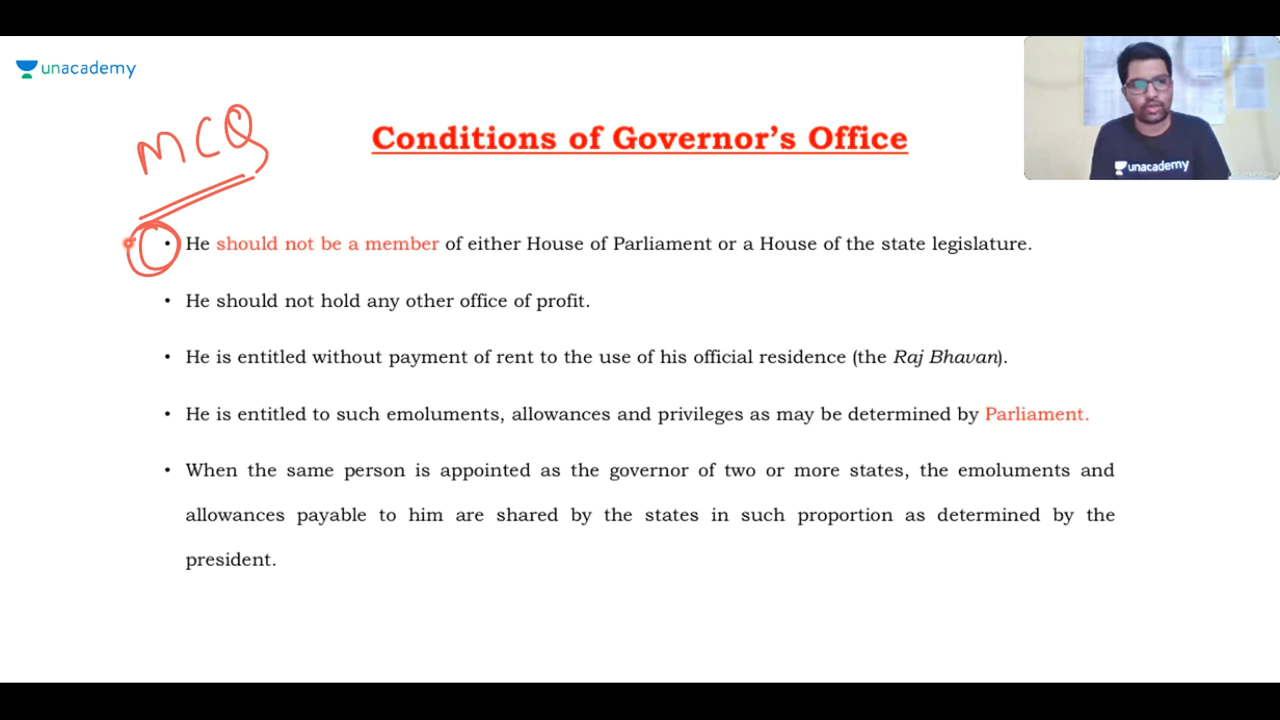 unacademy
MCQ
Conditions of Governor's Office
unacademy
• He should not be a member of either House of Parliament or a House of the state legislature.
• He should not hold any other office of profit.
• He is entitled without payment of rent to the use of his official residence (the Raj Bhavan).
• He is entitled to such emoluments, allowances and privileges as may be determined by Parliament.
• When the same person is appointed as the governor of two or more states, the emoluments and
allowances payable to him are shared by the states in such proportion as determined by the
president.